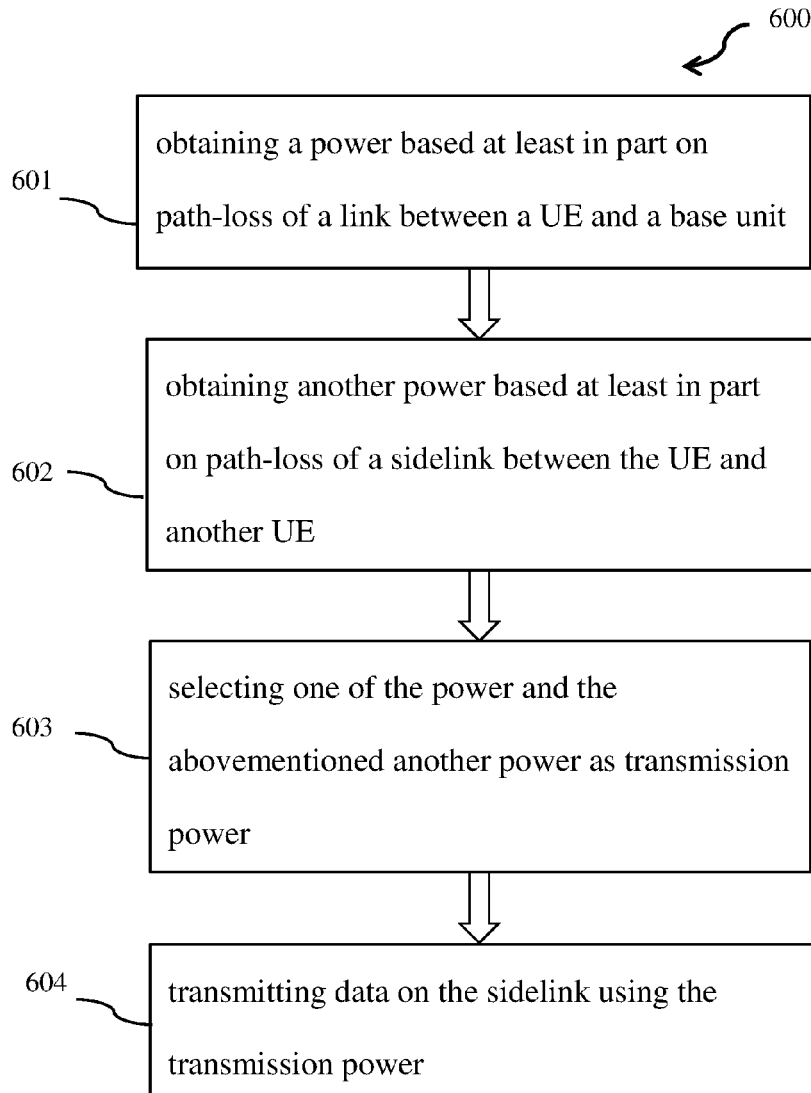 600
601
obtaining a power based at least in part on
path-loss of a link between a UE and a base unit
602
obtaining another power based at least in part
on path-loss of a sidelink between the UE and
another UE
603
selecting one of the power and the
abovementioned another power as transmission
power
604
transmitting data on the sidelink using the
transmission power